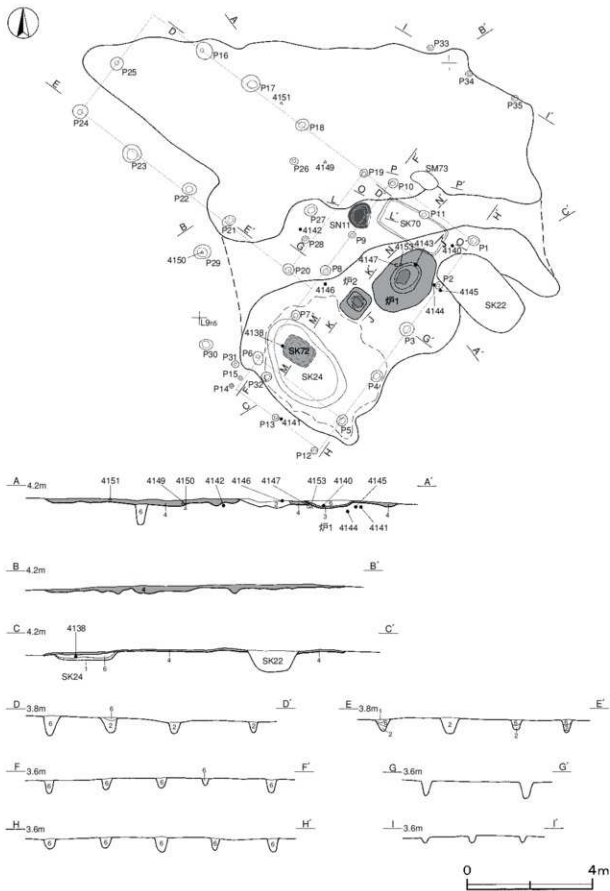 A
D
I
B´
P33
P16
P34
P25
E
P17
4151
P35
I´
P24
P18
P23
P26
4149
P19
P
F
SM73
P22
O
D´
P10
P´
L
N´
C´
P27
SN11
SK70
P11
H´
P21
E´
4142
L´
B
G
P28
P9
4153
4143
4140
O´
P1
4150
P29
4147
N
P20
P8
K´
炉2
炉1
P2
4145
4146
4144
SK22
L9n6
P7
M´
K
J
P3
G´
4138
A´
P30
SK72
P6
P31
M
SK24
P15
P32
P4
P14
F´
C
P13
4141
P5
P12
H
4151 4149 4150 4142 4146 4147 4153 4140 4145
A 4.2m A´
炉1 4144 4141
B 4.2m B´
C 4.2m C´
4138
SK24
SK22
D 3.8m D´
E 3.8m E´
F 3.6m F´
G 3.6m G´
H 3.6m H´
I 3.6m I´
0 4m